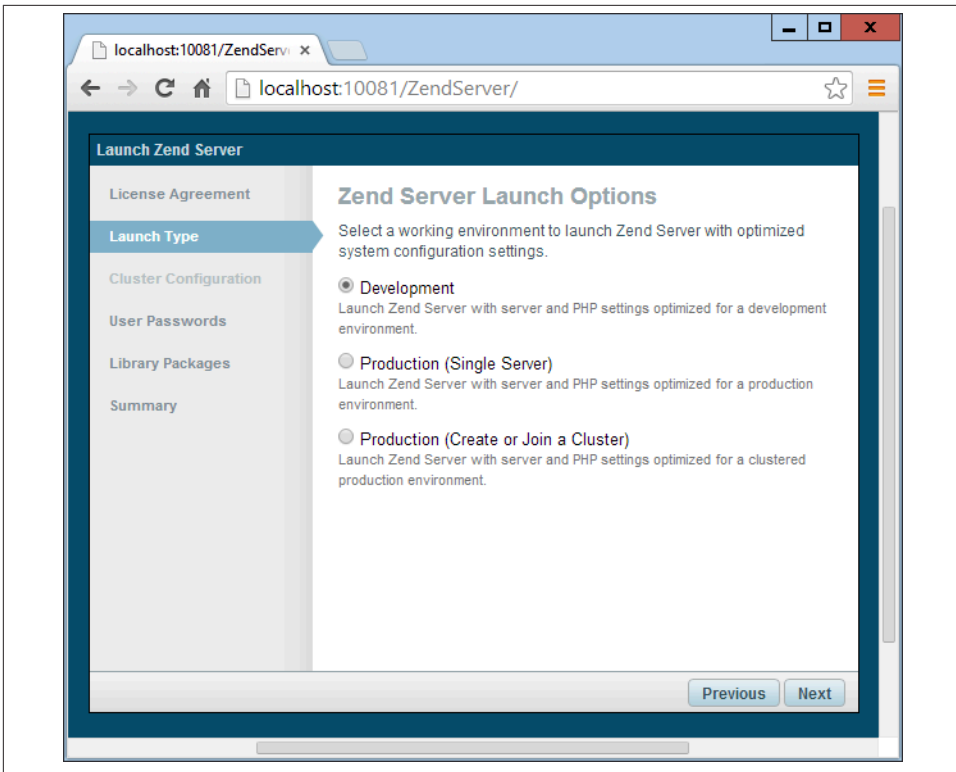 localhost:10081/ZendServ
localhost:10081/ZendServer/
Launch Zend Server
License Agreement
Launch Type
Cluster Configuration
User Passwords
Library Packages
Summary
Zend Server Launch Options
Select a working environment to launch Zend Server with optimized
system configuration settings.
Development
Launch Zend Server with server and PHP settings optimized for a development
environment.
Production (Single Server)
Launch Zend Server with server and PHP settings optimized for a production
environment.
Production (Create or Join a Cluster)
Launch Zend Server with server and PHP settings optimized for a clustered
production environment.
Previous
Next